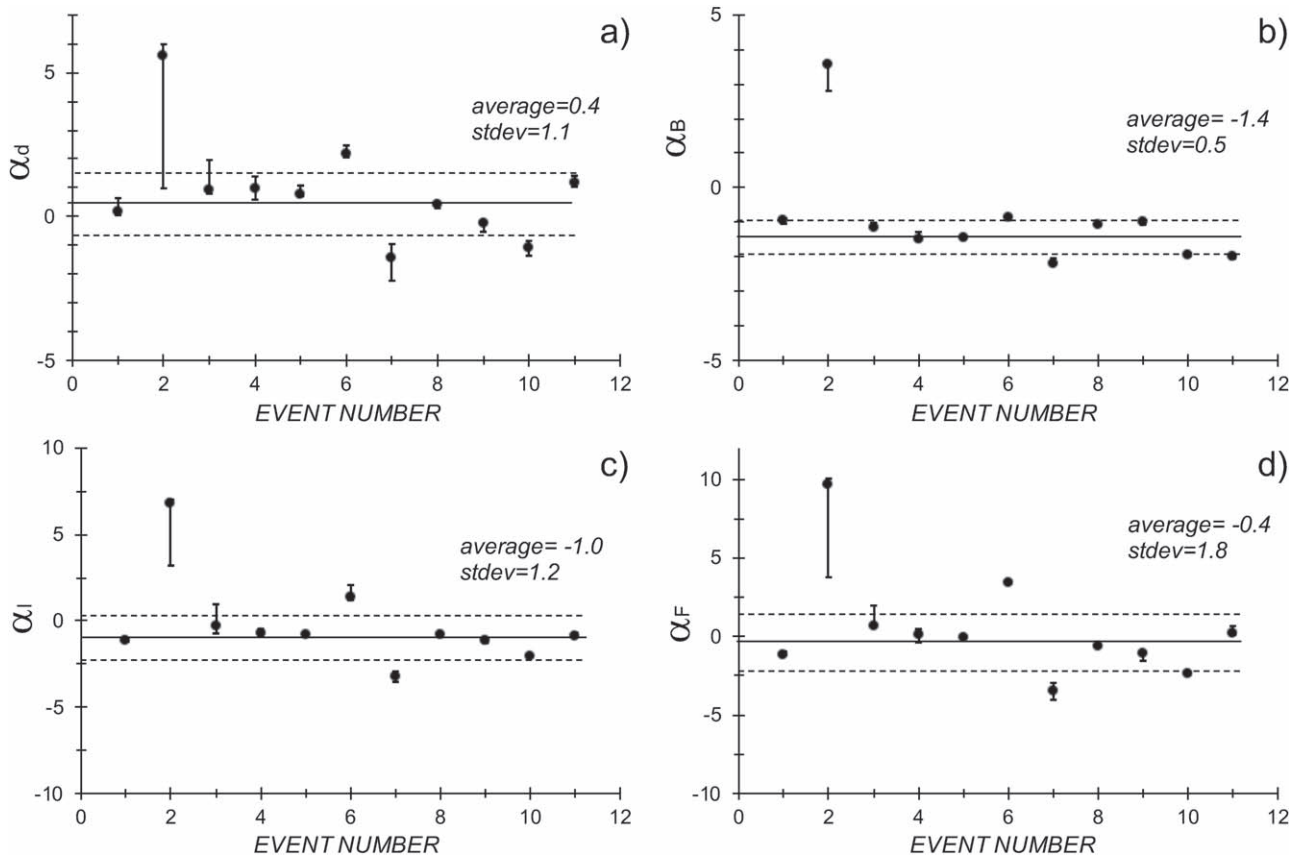 a)
αd
5
0
-5
average=0.4
stdev=1.1
0 2 4 6 8 10 12
EVENT NUMBER
b)
αB
5
0
-5
average= -1.4
stdev=0.5
0 2 4 6 8 10 12
EVENT NUMBER
c)
αI
10
5
0
-5
-10
average= -1.0
stdev=1.2
0 2 4 6 8 10 12
EVENT NUMBER
d)
αF
10
5
0
-5
-10
average= -0.4
stdev=1.8
0 2 4 6 8 10 12
EVENT NUMBER